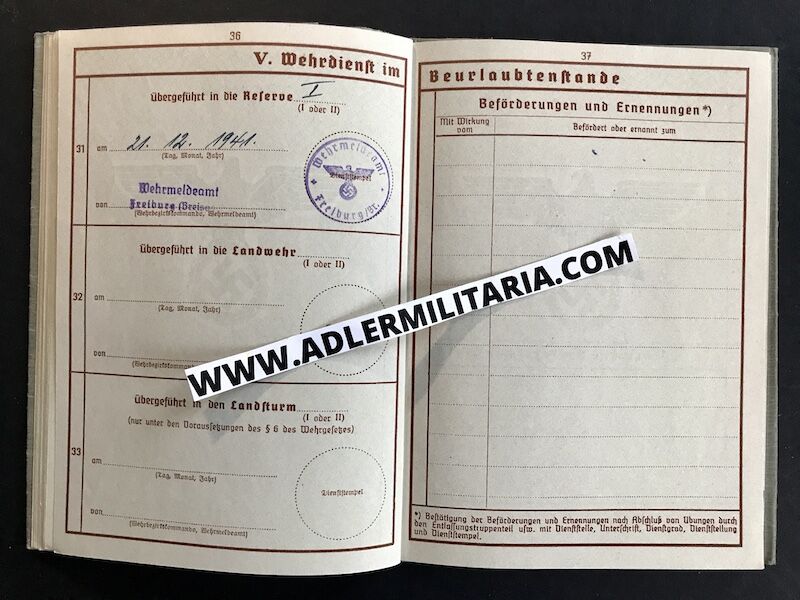 36
V. Wehrdienst im
übergeführt in die Reserve I
(I oder II)
31
am 21. 12. 1941.
(Tag, Monat, Jahr)
Wehrmeldeamt
von Freiburg (Breisg.
(Wehrbezirkskommando, Wehrmeldeamt)
Wehrmeldeamt
Dienststempel
Freiburg/Br.
übergeführt in die Landwehr
(I oder II)
32
am
(Tag, Monat, Jahr)
von
(Wehrbezirkskommando
übergeführt in den Landsturm
(I oder II)
(nur unter den Voraussetzungen des § 6 des Wehrgesetzes)
33
am
(Tag, Monat, Jahr)
Dienststempel
von
(Wehrbezirkskommando, Wehrmeldeamt)
WWW.ADLERMILITARIA.COM
37
Beurlaubtenstande
Beförderungen und Ernennungen*)
Mit Wirkung vom
Befördert oder ernannt zum
*) Bestätigung der Beförderungen und Ernennungen nach Abschluß von Übungen durch
den Entlassungstruppenteil usw. mit Dienststelle, Unterschrift, Dienstgrad, Dienststellung
und Dienststempel.